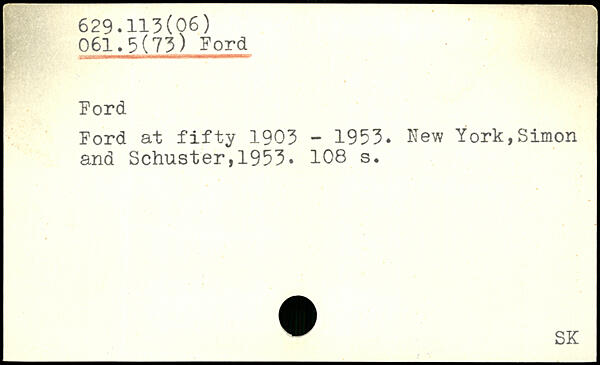 629.113(06)
061.5(73) Ford
Ford
Ford at fifty 1903 - 1953. New York,Simon
and Schuster,1953. 108 s.
SK